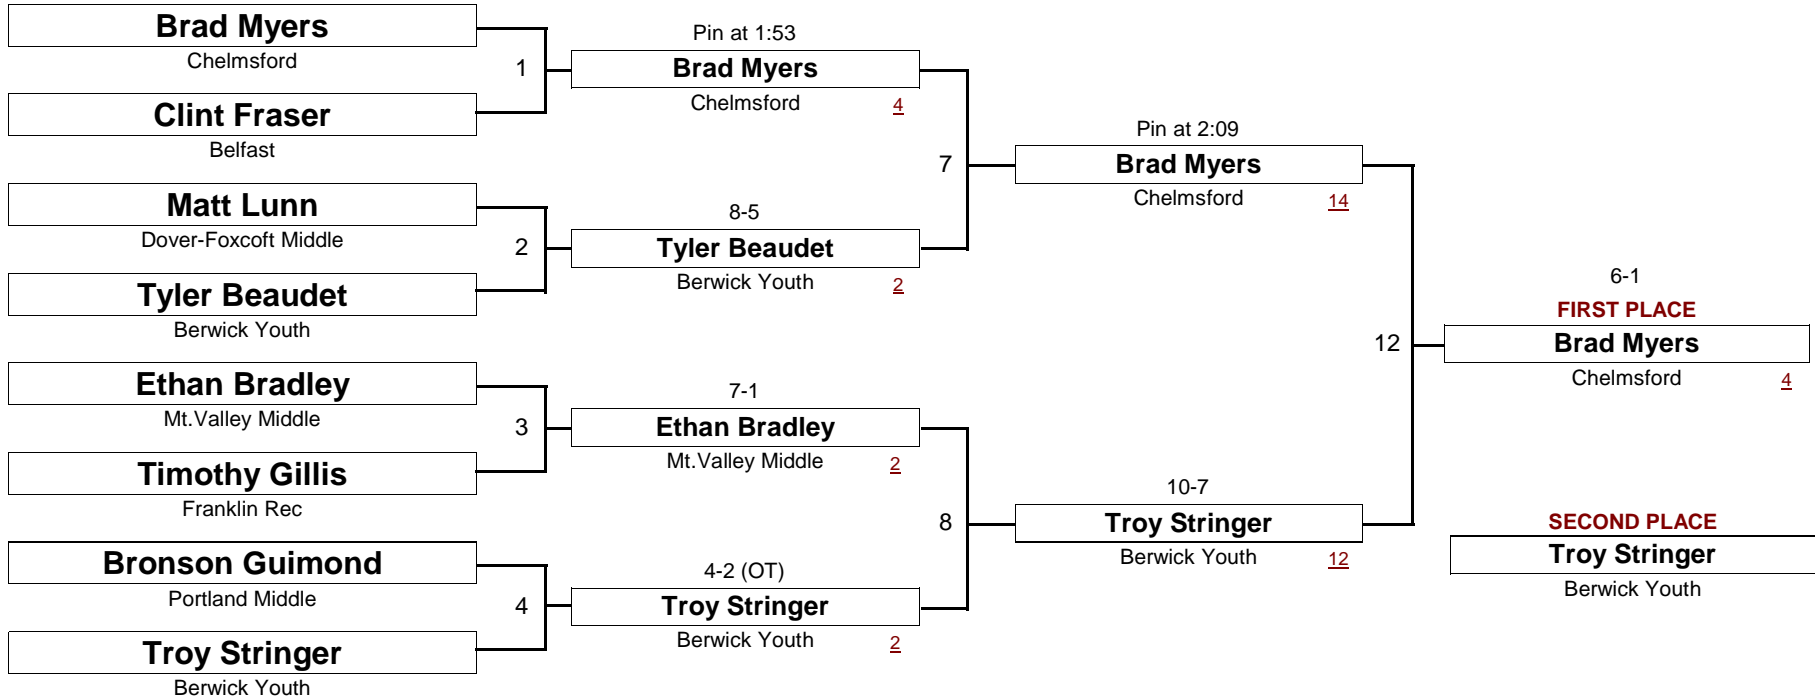 Brad Myers
Chelmsford
1
Clint Fraser
Belfast
Matt Lunn
Dover-Foxcoft Middle
2
Tyler Beaudet
Berwick Youth
Ethan Bradley
Mt.Valley Middle
3
Timothy Gillis
Franklin Rec
Bronson Guimond
Portland Middle
4
Troy Stringer
Berwick Youth
Pin at 1:53
Brad Myers
Chelmsford 4
7
8-5
Tyler Beaudet
Berwick Youth 2
7-1
Ethan Bradley
Mt.Valley Middle 2
8
4-2 (OT)
Troy Stringer
Berwick Youth 2
Pin at 2:09
Brad Myers
Chelmsford 14
12
10-7
Troy Stringer
Berwick Youth 12
6-1
FIRST PLACE
Brad Myers
Chelmsford 4
SECOND PLACE
Troy Stringer
Berwick Youth